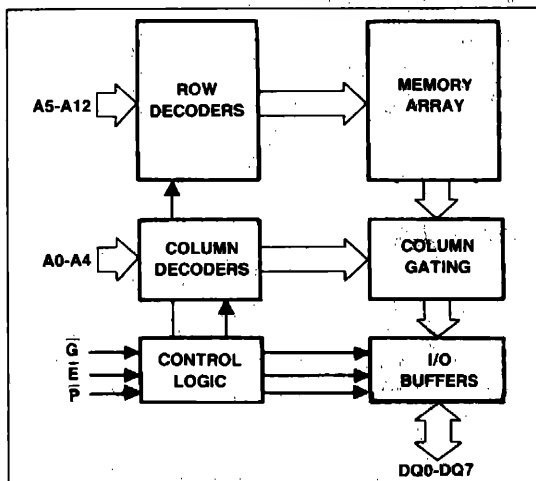 A5-A12
ROW
DECODERS
MEMORY
ARRAY
A0-A4
COLUMN
DECODERS
COLUMN
GATING
G̅
E̅
P̅
CONTROL
LOGIC
I/O
BUFFERS
DQ0-DQ7